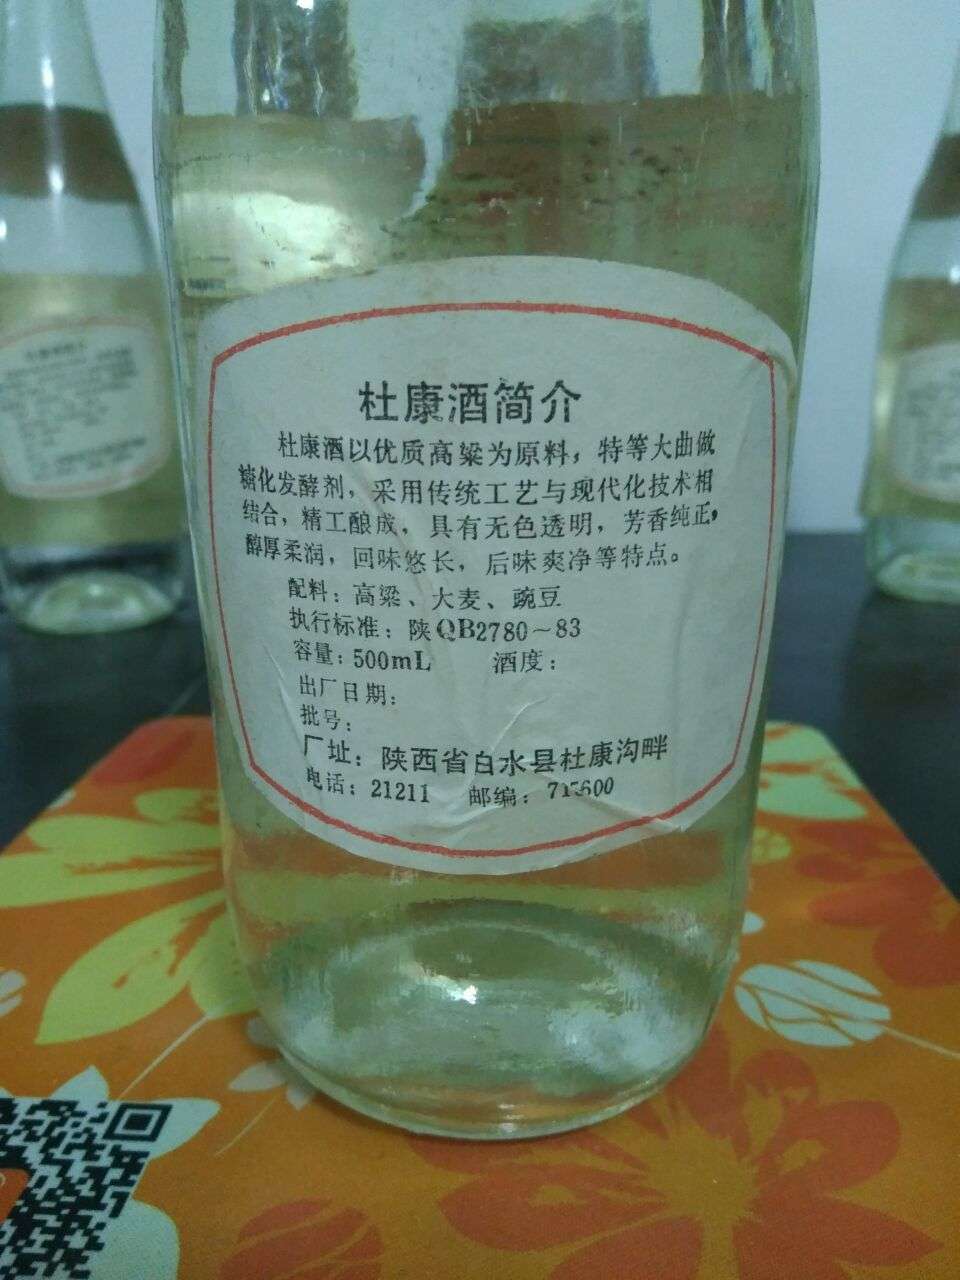 杜康酒简介
杜康酒以优质高粱为原料，特等大曲做
糖化发酵剂，采用传统工艺与现代化技术相
结合，精工酿成，具有无色透明，芳香纯正，
醇厚柔润，回味悠长，后味爽净等特点。
配料：高粱、大麦、豌豆
执行标准：陕QB2780～83
容量：500mL 酒度：
出厂日期：
批号：
厂址：陕西省白水县杜康沟畔
电话：21211 邮编：715600